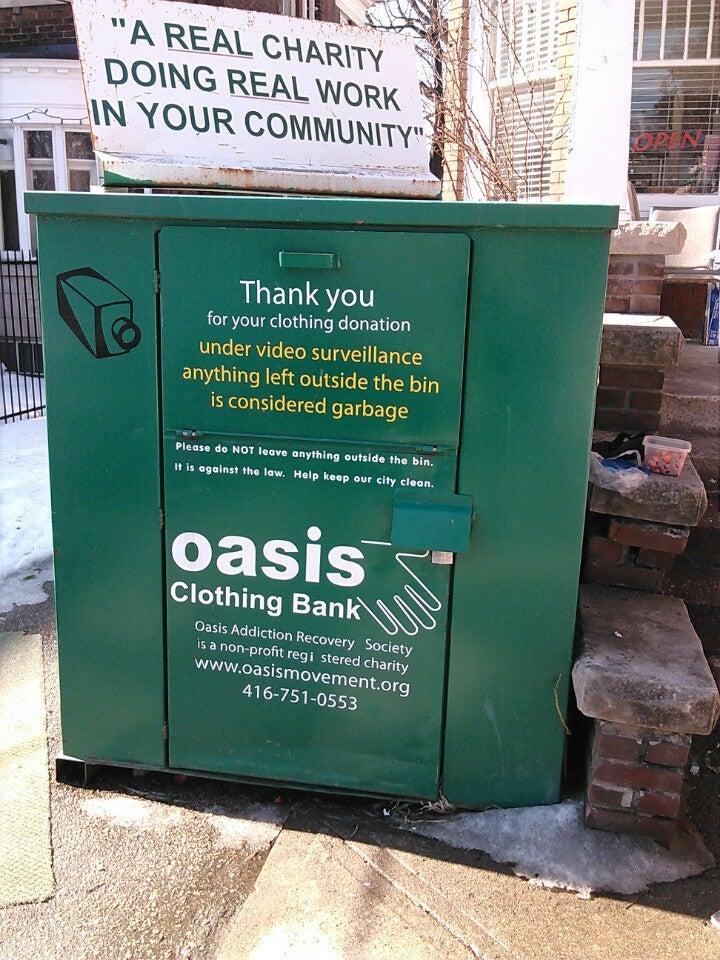 "A REAL CHARITY
DOING REAL WORK
IN YOUR COMMUNITY"
OPEN
Thank you
for your clothing donation
under video surveillance
anything left outside the bin
is considered garbage
Please do NOT leave anything outside the bin.
It is against the law. Help keep our city clean.
oasis
Clothing Bank
Oasis Addiction Recovery Society
is a non-profit regi stered charity
www.oasismovement.org
416-751-0553